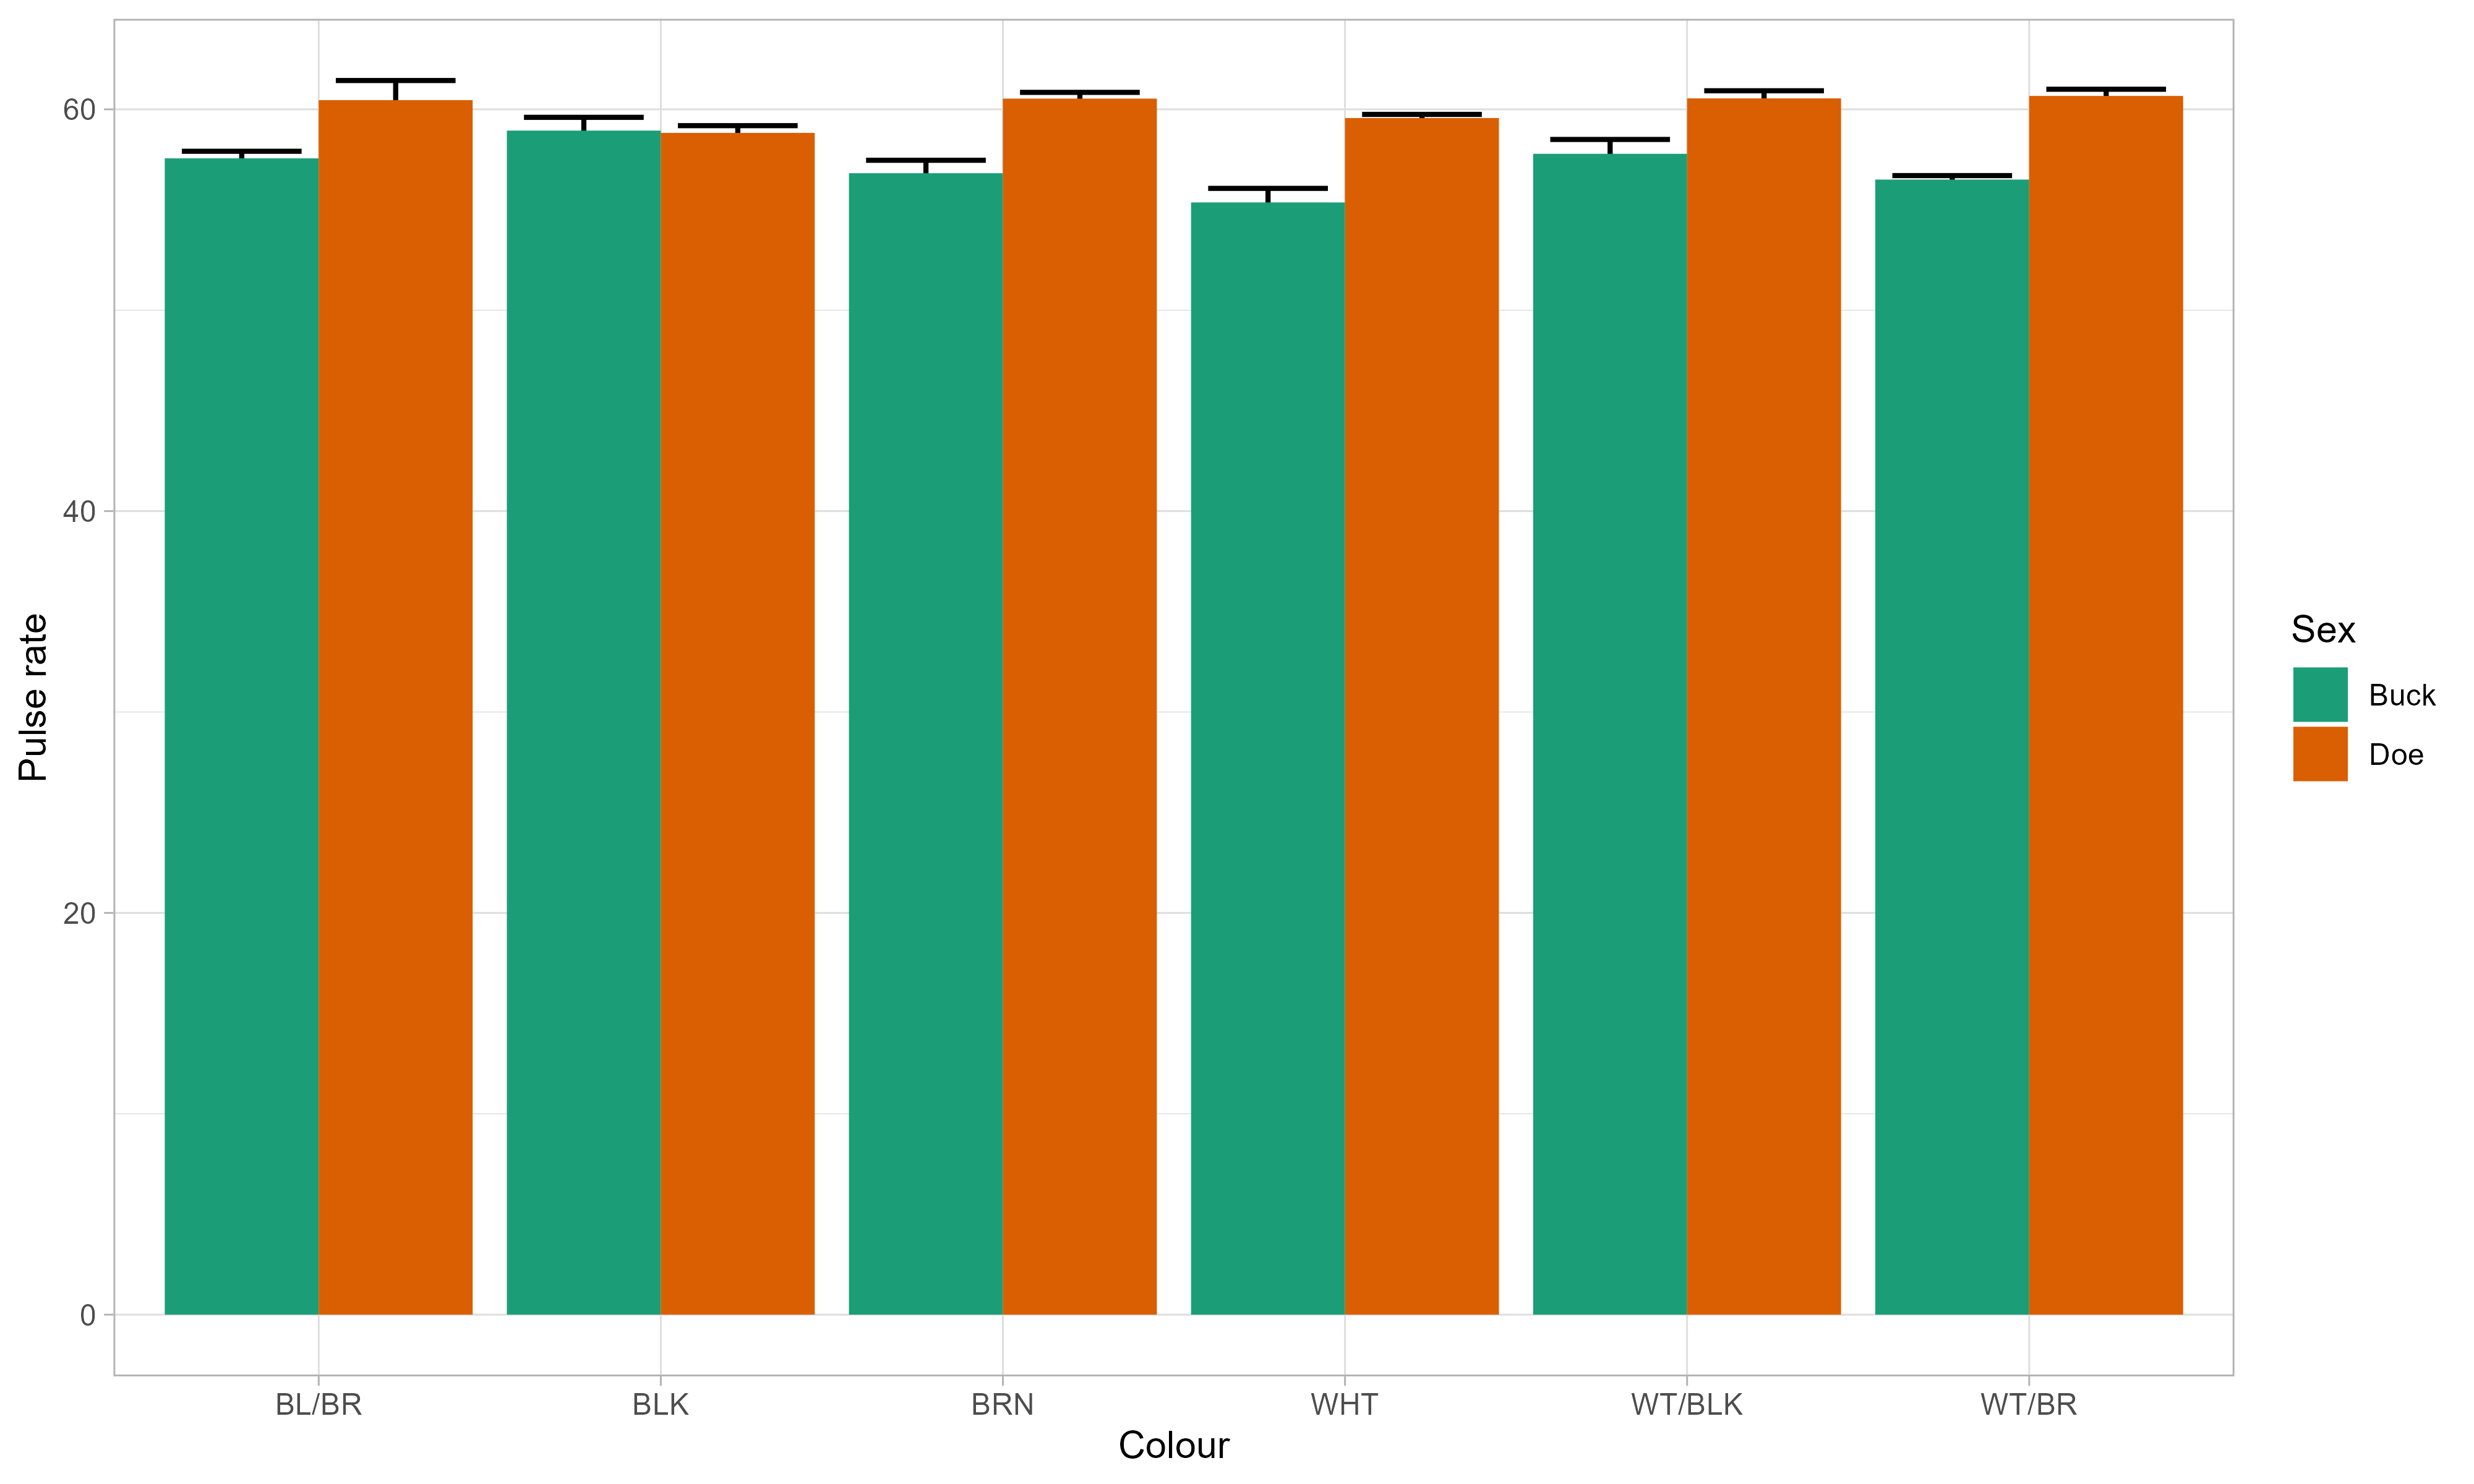 60
40
20
0
Pulse rate
BL/BR
BLK
BRN
WHT
WT/BLK
WT/BR
Colour
Sex
Buck
Doe